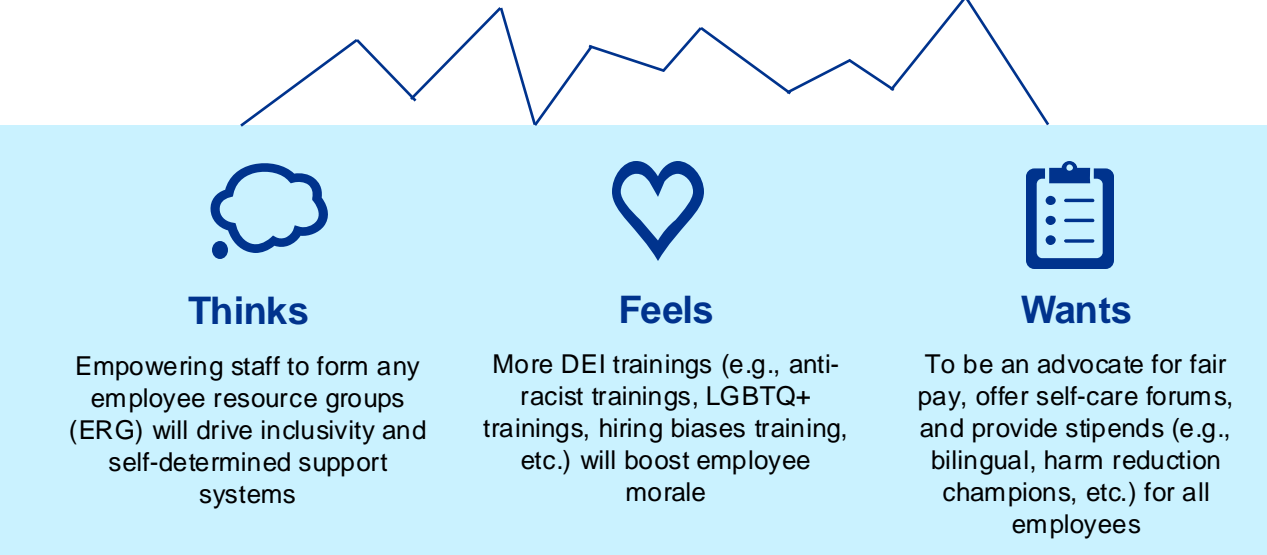 Thinks
Empowering staff to form any
employee resource groups
(ERG) will drive inclusivity and
self-determined support
systems
Feels
More DEI trainings (e.g., anti-
racist trainings, LGBTQ+
trainings, hiring biases training,
etc.) will boost employee
morale
Wants
To be an advocate for fair
pay, offer self-care forums,
and provide stipends (e.g.,
bilingual, harm reduction
champions, etc.) for all
employees